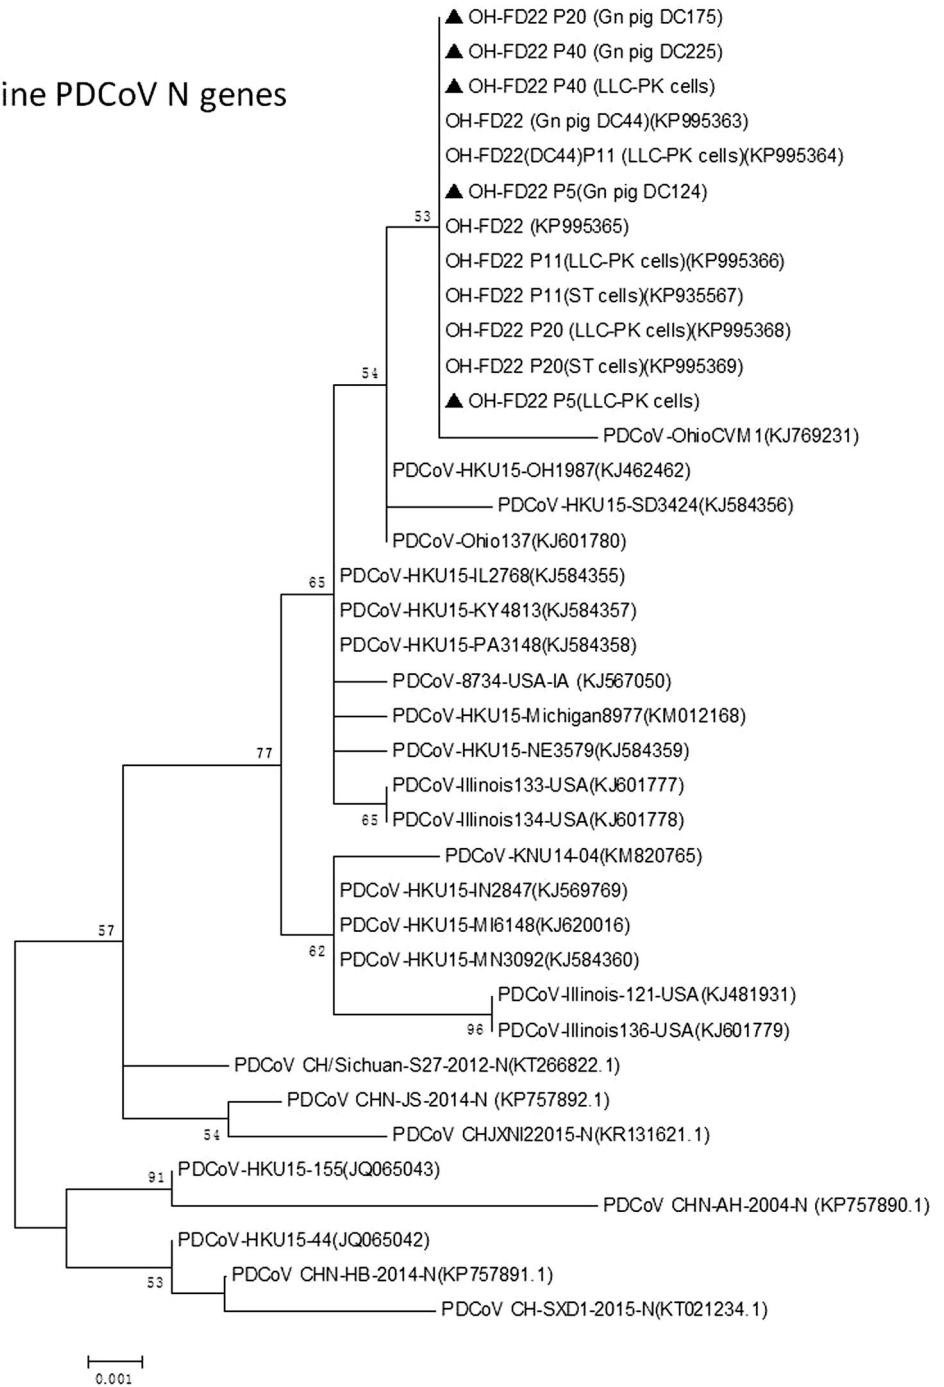 ▲ OH-FD22 P20 (Gn pig DC175)
▲ OH-FD22 P40 (Gn pig DC225)
ine PDCoV N genes
▲ OH-FD22 P40 (LLC-PK cells)
OH-FD22 (Gn pig DC44)(KP995363)
OH-FD22(DC44)P11 (LLC-PK cells)(KP995364)
▲ OH-FD22 P5(Gn pig DC124)
53
OH-FD22 (KP995365)
OH-FD22 P11(LLC-PK cells)(KP995366)
OH-FD22 P11(ST cells)(KP935567)
OH-FD22 P20 (LLC-PK cells)(KP995368)
OH-FD22 P20(ST cells)(KP995369)
54
▲ OH-FD22 P5(LLC-PK cells)
PDCoV-OhioCVM1(KJ769231)
PDCoV-HKU15-OH1987(KJ462462)
PDCoV-HKU15-SD3424(KJ584356)
PDCoV-Ohio137(KJ601780)
65
PDCoV-HKU15-IL2768(KJ584355)
PDCoV-HKU15-KY4813(KJ584357)
PDCoV-HKU15-PA3148(KJ584358)
PDCoV-8734-USA-IA (KJ567050)
PDCoV-HKU15-Michigan8977(KM012168)
77
PDCoV-HKU15-NE3579(KJ584359)
PDCoV-Illinois133-USA(KJ601777)
65
PDCoV-Illinois134-USA(KJ601778)
PDCoV-KNU14-04(KM820765)
PDCoV-HKU15-IN2847(KJ569769)
PDCoV-HKU15-MI6148(KJ620016)
57
62
PDCoV-HKU15-MN3092(KJ584360)
PDCoV-Illinois-121-USA(KJ481931)
96
PDCoV-Illinois136-USA(KJ601779)
PDCoV CH/Sichuan-S27-2012-N(KT266822.1)
PDCoV CHN-JS-2014-N (KP757892.1)
54
PDCoV CHJXNI22015-N(KR131621.1)
91
PDCoV-HKU15-155(JQ065043)
PDCoV CHN-AH-2004-N (KP757890.1)
PDCoV-HKU15-44(JQ065042)
53
PDCoV CHN-HB-2014-N(KP757891.1)
PDCoV CH-SXD1-2015-N(KT021234.1)
0.001